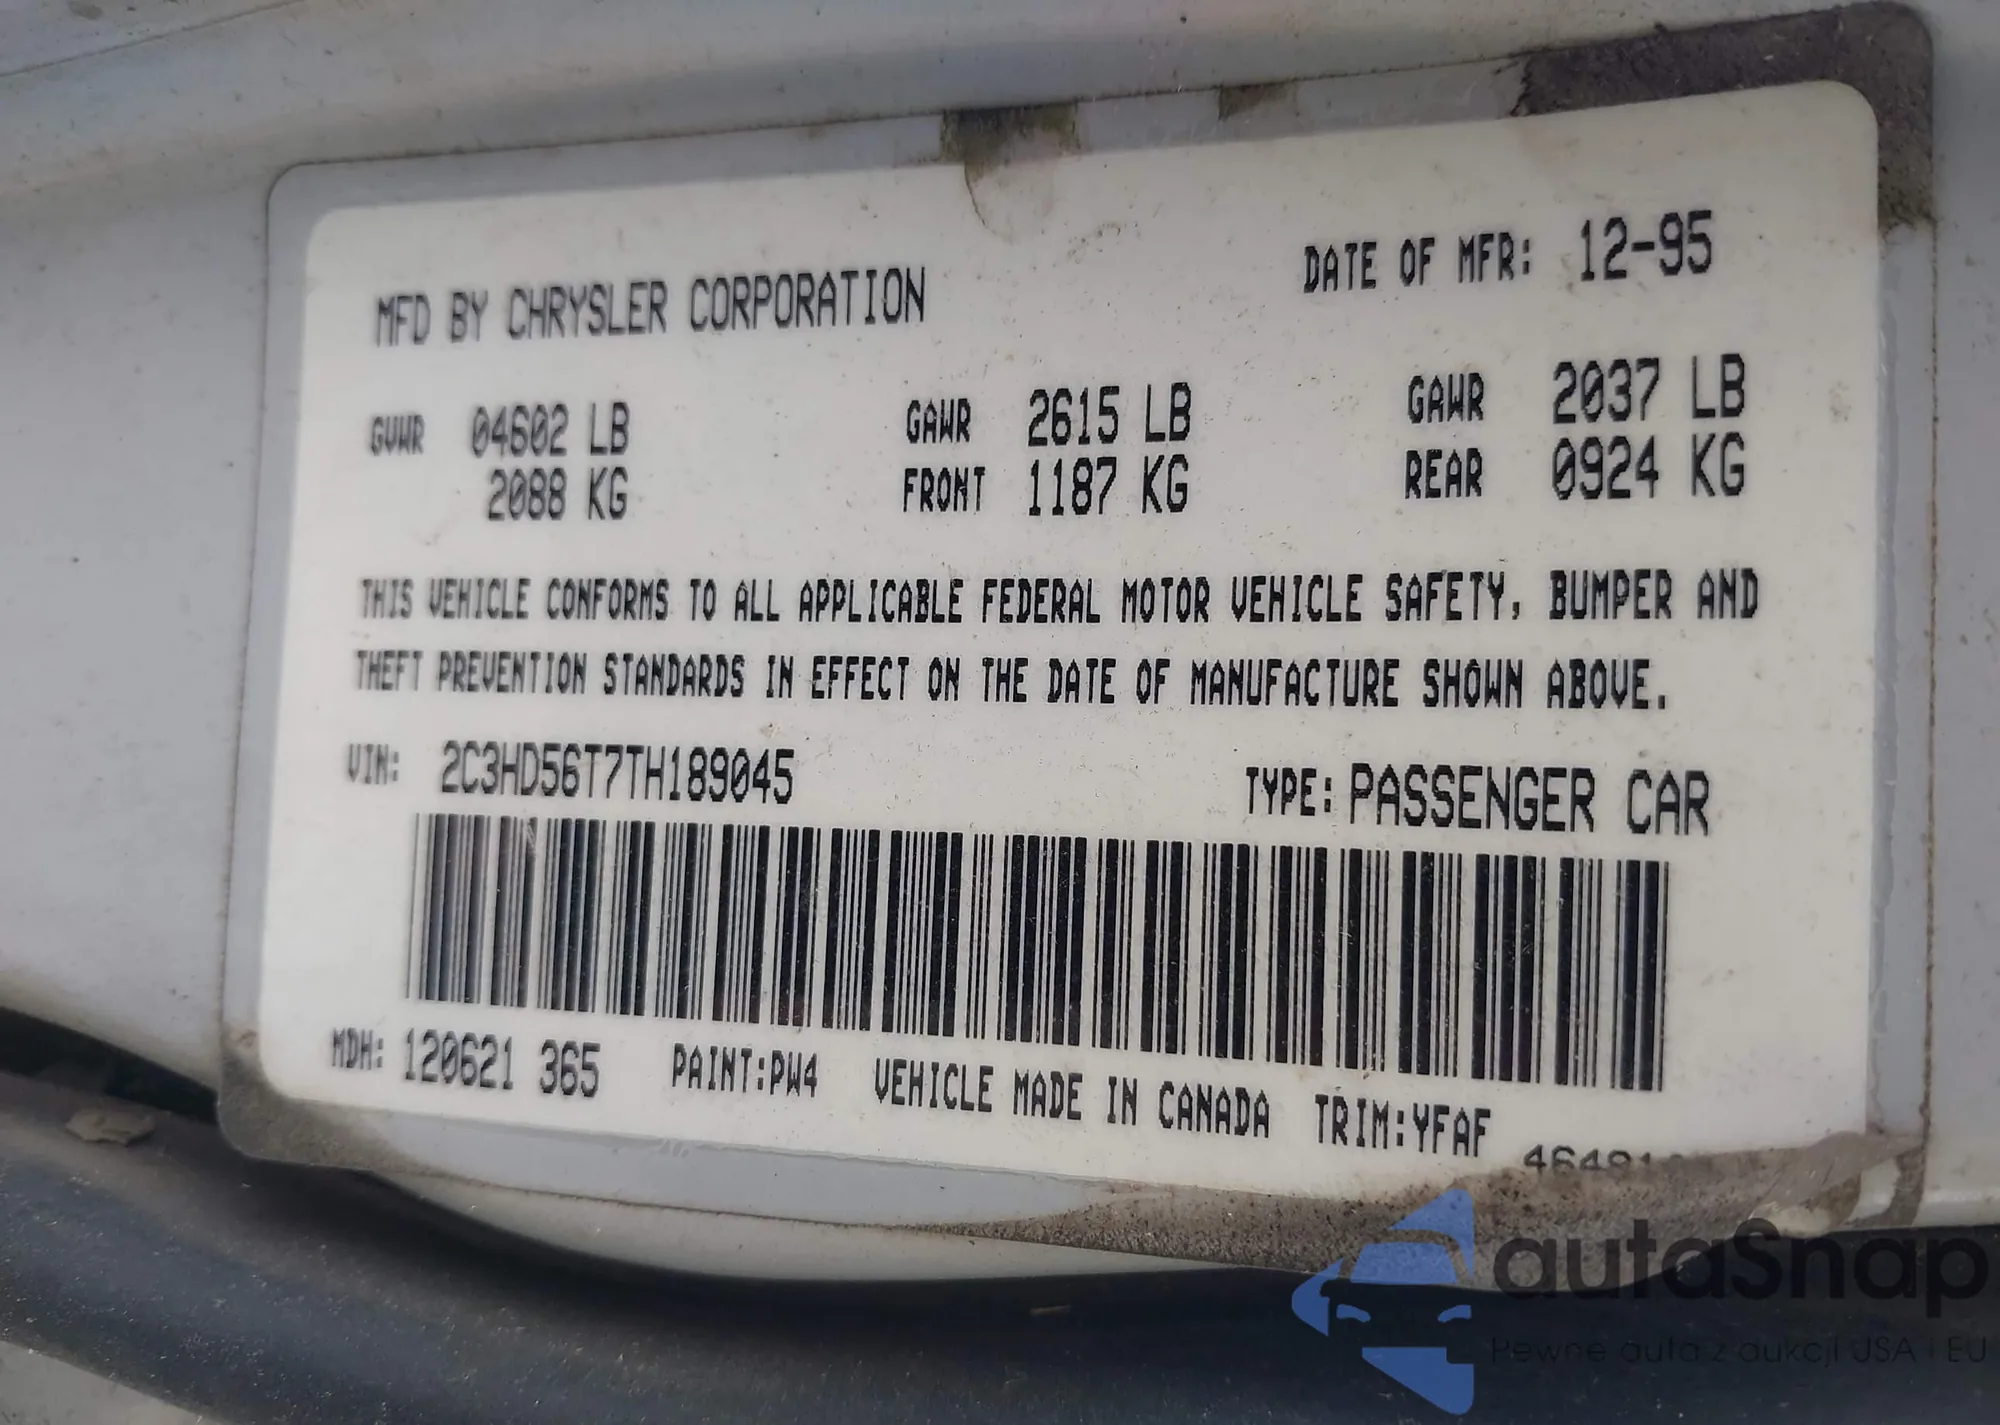 MFD BY CHRYSLER CORPORATION DATE OF MFR: 12-95
GVWR 04602 LB GAWR 2615 LB GAWR 2037 LB
2088 KG FRONT 1187 KG REAR 0924 KG
THIS VEHICLE CONFORMS TO ALL APPLICABLE FEDERAL MOTOR VEHICLE SAFETY, BUMPER AND
THEFT PREVENTION STANDARDS IN EFFECT ON THE DATE OF MANUFACTURE SHOWN ABOVE.
VIN: 2C3HD56T7TH189045 TYPE: PASSENGER CAR
MDH: 120621 365 PAINT:PW4 VEHICLE MADE IN CANADA TRIM:YFAF
autaSnap
Pewne auta z aukcji USA i EU